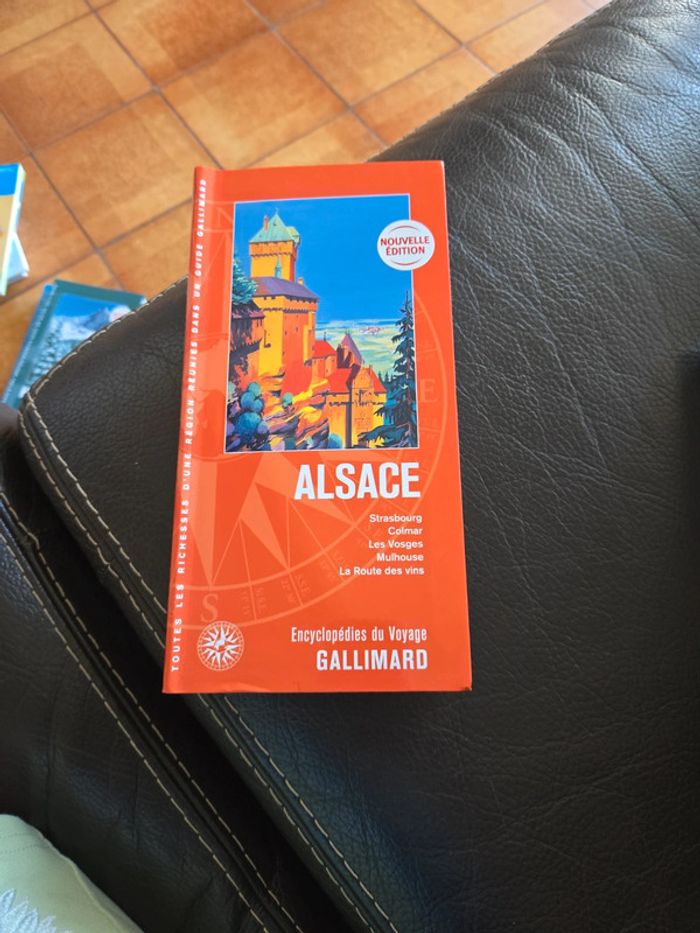 TOUTES LES RICHESSES D'UNE RÉGION RÉUNIES DANS UN GUIDE GALLIMARD
NOUVELLE
ÉDITION
ALSACE
Strasbourg
Colmar
Les Vosges
Mulhouse
La Route des vins
Encyclopédies du Voyage
GALLIMARD
E
S
SSE